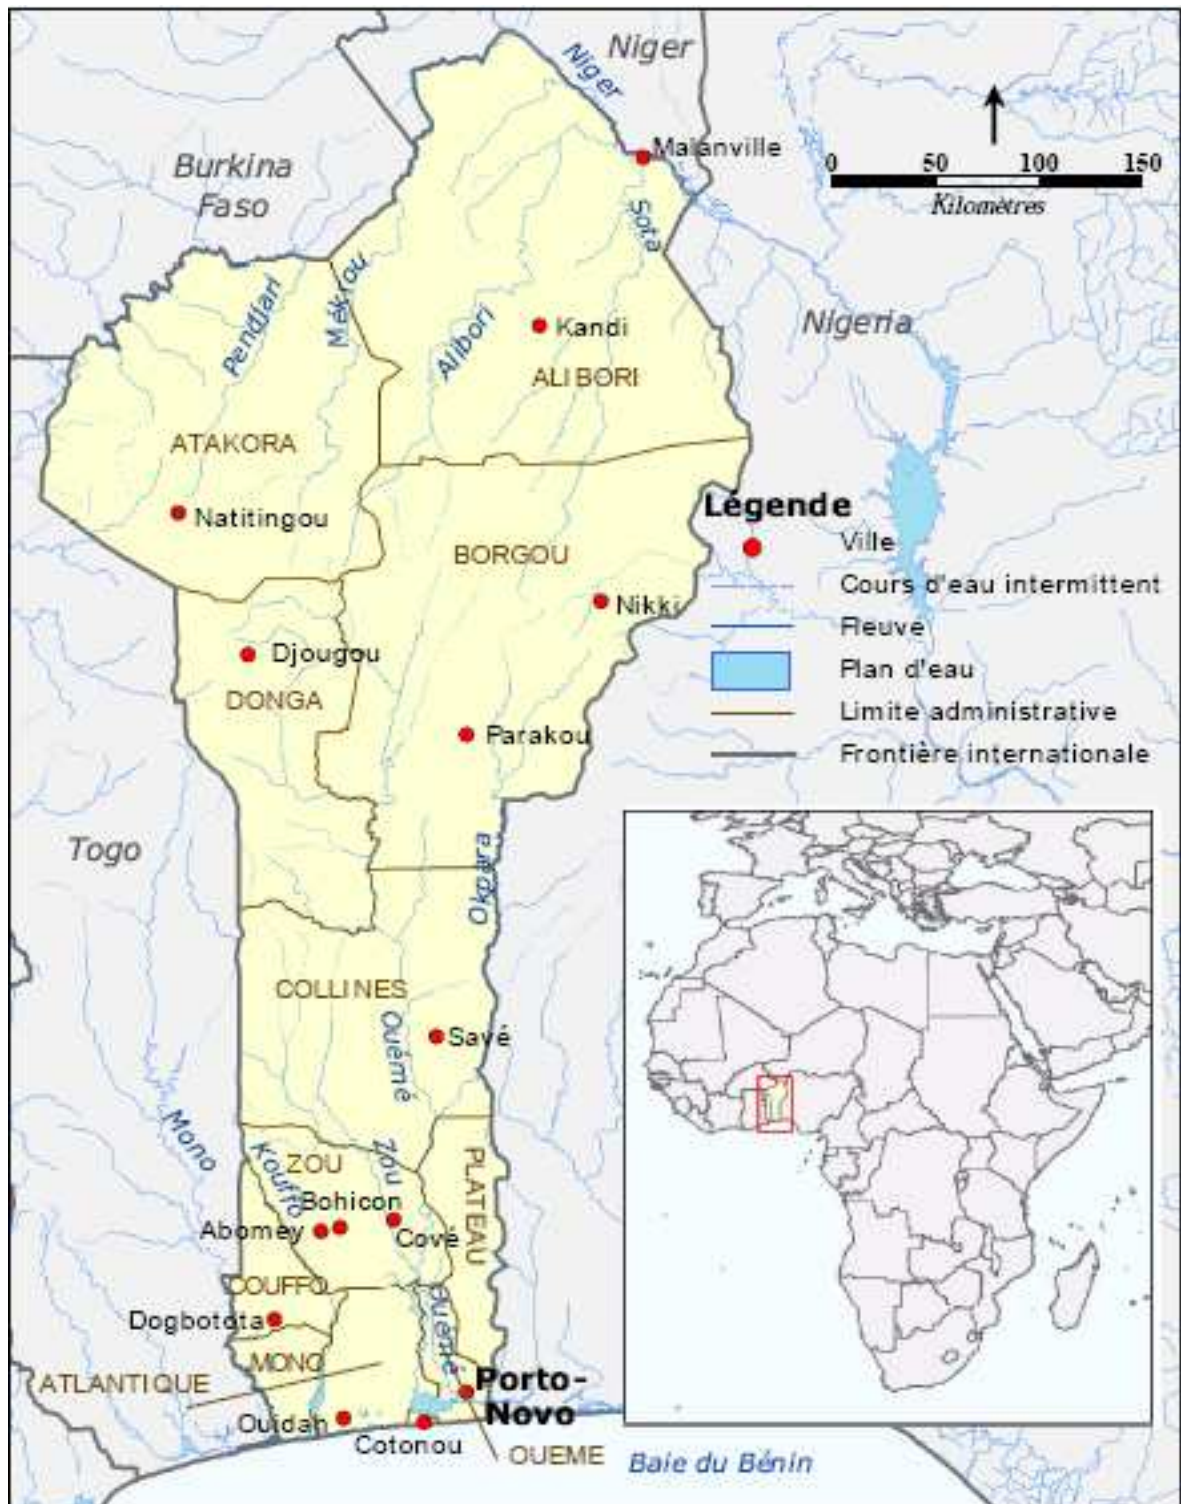 Niger
Niger
Burkina
Faso
Malanville
0 50 100 150
Kilomètres
Sota
Pendjari
Mékrou
Alibori
Kandi
Nigeria
ALIBORI
ATAKORA
Natitingou
Légende
Ville
BORGOU
Cours d'eau intermittent
Nikki
Fleuve
Djougou
Plan d'eau
DONGA
Limite administrative
Parakou
Frontière internationale
Togo
Okpara
COLLINES
Ouémé
Savé
Mono
Kouffo
ZOU
Zou
PLATEAU
Bohicon
Abomey
Covè
COUFFO
Dogbotota
Ouémé
MONO
ATLANTIQUE
Porto-
Novo
Ouidah
Cotonou
OUEME
Baie du Bénin